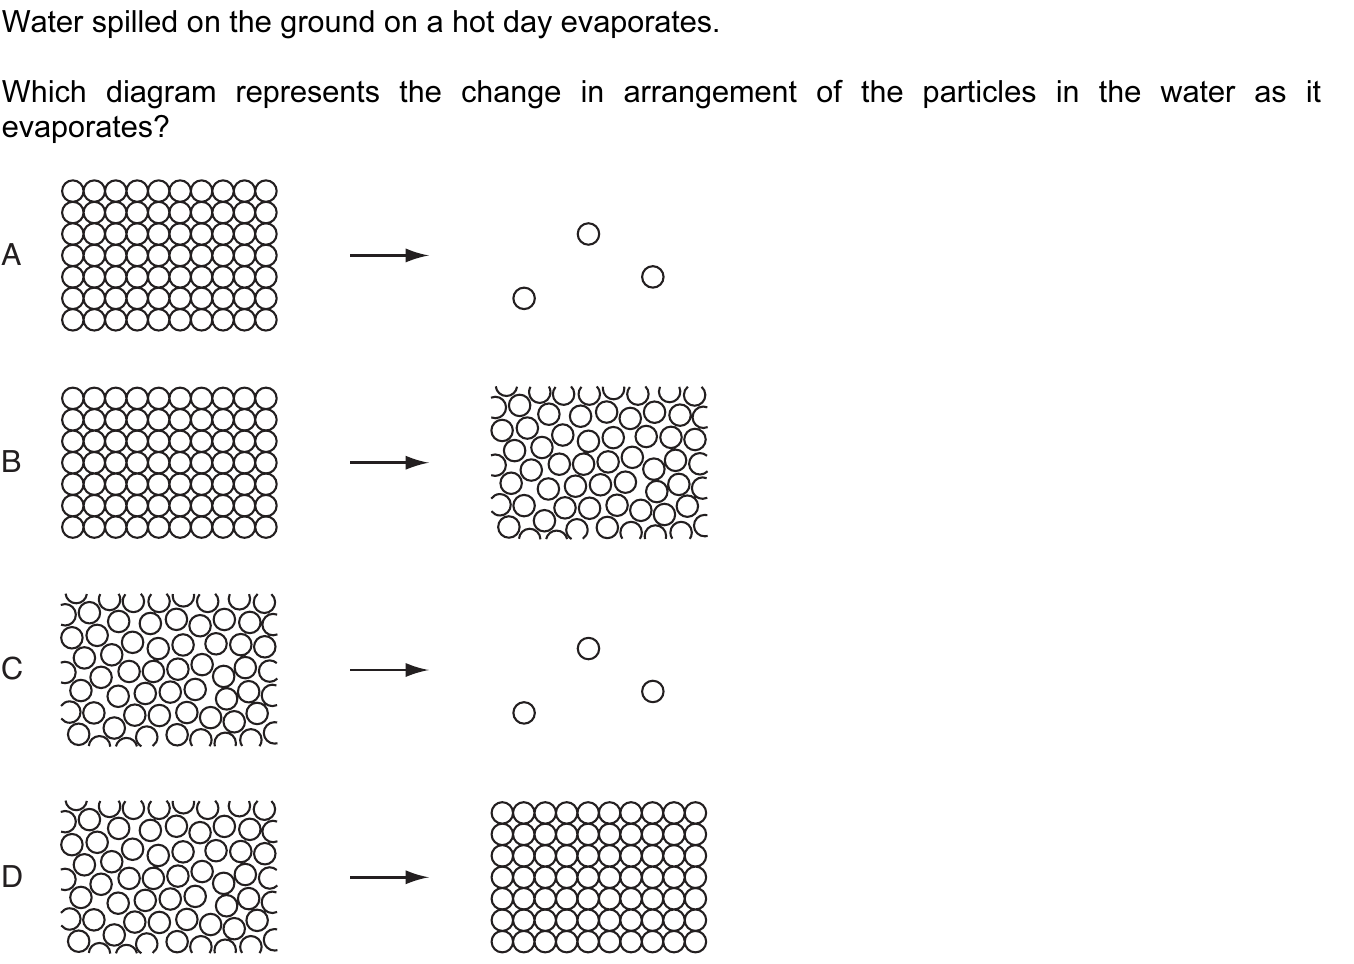 Water spilled on the ground on a hot day evaporates.
Which diagram represents the change in arrangement of the particles in the water as it
evaporates?
A
B
C
D